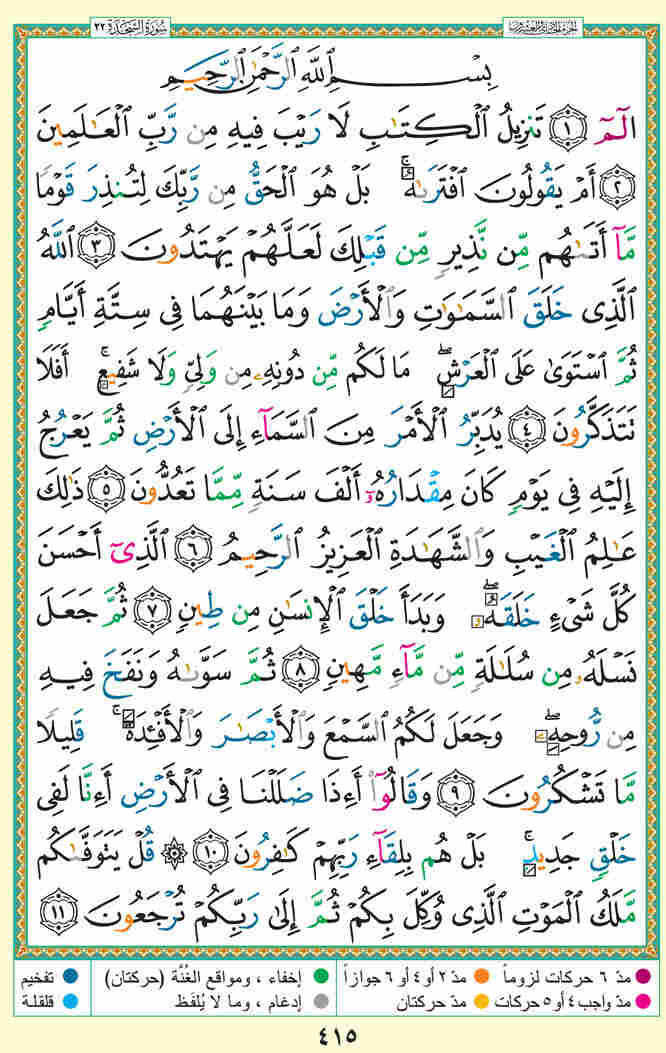 سُورَةُ السَّجْدَةِ ٣٢
الجزء الحادي والعشرون
بِسْمِ ٱللَّهِ ٱلرَّحْمَٰنِ ٱلرَّحِيمِ
الٓمٓ ١ تَنزِيلُ ٱلْكِتَٰبِ لَا رَيْبَ فِيهِ مِن رَّبِّ ٱلْعَٰلَمِينَ
٢ أَمْ يَقُولُونَ ٱفْتَرَىٰهُ ۚ بَلْ هُوَ ٱلْحَقُّ مِن رَّبِّكَ لِتُنذِرَ قَوْمًا
مَّآ أَتَىٰهُم مِّن نَّذِيرٍ مِّن قَبْلِكَ لَعَلَّهُمْ يَهْتَدُونَ ٣ ٱللَّهُ
ٱلَّذِى خَلَقَ ٱلسَّمَٰوَٰتِ وَٱلْأَرْضَ وَمَا بَيْنَهُمَا فِى سِتَّةِ أَيَّامٍ
ثُمَّ ٱسْتَوَىٰ عَلَى ٱلْعَرْشِ ۖ مَا لَكُم مِّن دُونِهِۦ مِن وَلِىٍّ وَلَا شَفِيعٍ ۚ أَفَلَا
تَتَذَكَّرُونَ ٤ يُدَبِّرُ ٱلْأَمْرَ مِنَ ٱلسَّمَآءِ إِلَى ٱلْأَرْضِ ثُمَّ يَعْرُجُ
إِلَيْهِ فِى يَوْمٍ كَانَ مِقْدَارُهُۥٓ أَلْفَ سَنَةٍ مِّمَّا تَعُدُّونَ ٥ ذَٰلِكَ
عَٰلِمُ ٱلْغَيْبِ وَٱلشَّهَٰدَةِ ٱلْعَزِيزُ ٱلرَّحِيمُ ٦ ٱلَّذِىٓ أَحْسَنَ
كُلَّ شَىْءٍ خَلَقَهُۥ ۖ وَبَدَأَ خَلْقَ ٱلْإِنسَٰنِ مِن طِينٍ ٧ ثُمَّ جَعَلَ
نَسْلَهُۥ مِن سُلَٰلَةٍ مِّن مَّآءٍ مَّهِينٍ ٨ ثُمَّ سَوَّىٰهُ وَنَفَخَ فِيهِ
مِن رُّوحِهِۦ ۖ وَجَعَلَ لَكُمُ ٱلسَّمْعَ وَٱلْأَبْصَٰرَ وَٱلْأَفْـِٔدَةَ ۚ قَلِيلًا
مَّا تَشْكُرُونَ ٩ وَقَالُوٓا۟ أَءِذَا ضَلَلْنَا فِى ٱلْأَرْضِ أَءِنَّا لَفِى
خَلْقٍ جَدِيدٍۭ ۚ بَلْ هُم بِلِقَآءِ رَبِّهِمْ كَٰفِرُونَ ١٠ ۞ قُلْ يَتَوَفَّىٰكُم
مَّلَكُ ٱلْمَوْتِ ٱلَّذِى وُكِّلَ بِكُمْ ثُمَّ إِلَىٰ رَبِّكُمْ تُرْجَعُونَ ١١
مدّ ٦ حركات لزوماً مدّ ٢ أو ٤ أو ٦ جوازاً إخفاء ، ومواقع الغُنَّة (حركتان) تفخيم
مدّ واجب ٤ أو ٥ حركات مدّ حركتان إدغام ، وما لا يُلفَظ قلقلة
٤١٥